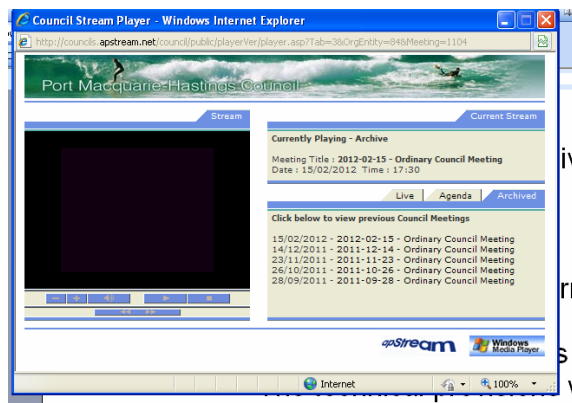 Council Stream Player - Windows Internet Explorer
http://councils.apstream.net/council/public/playerVer/player.asp?Tab=3&OrgEntity=84&Meeting=1104
Port Macquarie-Hastings Council
Stream
Current Stream
Currently Playing - Archive
Meeting Title : 2012-02-15 - Ordinary Council Meeting
Date : 15/02/2012 Time : 17:30
Live Agenda Archived
Click below to view previous Council Meetings
15/02/2012 - 2012-02-15 - Ordinary Council Meeting
14/12/2011 - 2011-12-14 - Ordinary Council Meeting
23/11/2011 - 2011-11-23 - Ordinary Council Meeting
26/10/2011 - 2011-10-26 - Ordinary Council Meeting
28/09/2011 - 2011-09-28 - Ordinary Council Meeting
apStream
Windows
Media Player
Internet 100%